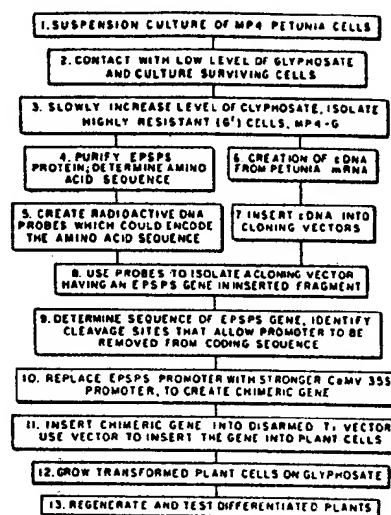 1. SUSPENSION CULTURE OF MP4 PETUNIA CELLS
2. CONTACT WITH LOW LEVEL OF GLYPHOSATE
AND CULTURE SURVIVING CELLS
3. SLOWLY INCREASE LEVEL OF GLYPHOSATE, ISOLATE
HIGHLY RESISTANT (Gʳ) CELLS, MP4-G
4. PURIFY EPSPS
PROTEIN; DETERMINE AMINO
ACID SEQUENCE
5. CREATE RADIOACTIVE DNA
PROBES WHICH COULD ENCODE
THE AMINO ACID SEQUENCE
6. CREATION OF cDNA
FROM PETUNIA mRNA
7 INSERT cDNA INTO
CLONING VECTORS
8. USE PROBES TO ISOLATE A CLONING VECTOR
HAVING AN EPSPS GENE IN INSERTED FRAGMENT
9. DETERMINE SEQUENCE OF EPSPS GENE, IDENTIFY
CLEAVAGE SITES THAT ALLOW PROMOTER TO BE
REMOVED FROM CODING SEQUENCE
10. REPLACE EPSPS PROMOTER WITH STRONGER CaMV 35S
PROMOTER, TO CREATE CHIMERIC GENE
11. INSERT CHIMERIC GENE INTO DISARMED Ti VECTOR
USE VECTOR TO INSERT THE GENE INTO PLANT CELLS
12. GROW TRANSFORMED PLANT CELLS ON GLYPHOSATE
13. REGENERATE AND TEST DIFFERENTIATED PLANTS